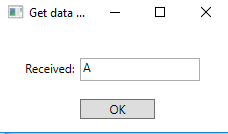 Get data ...
Received: A
OK